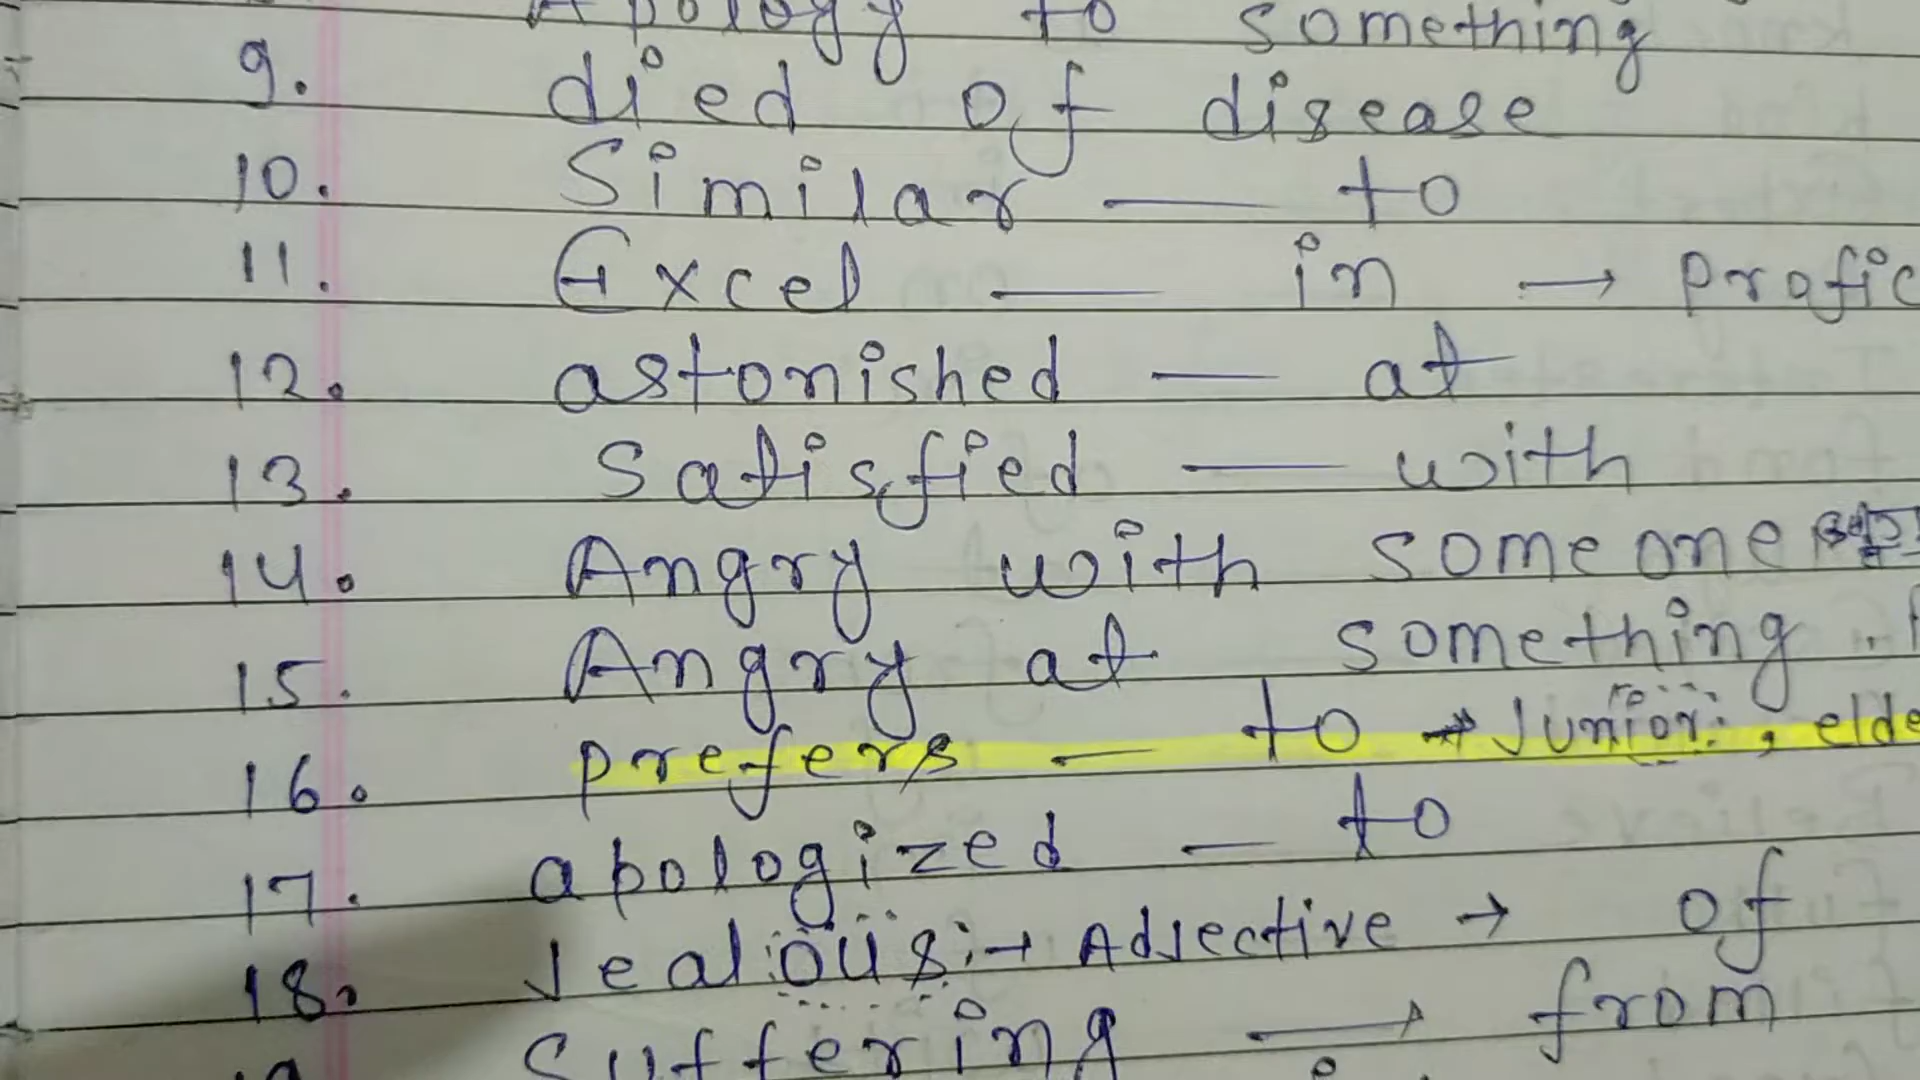 Apology to something
9. died of disease
10. Similar — to
11. Excel — in → Profic
12. astonished — at
13. Satisfied — with
14. Angry with someone
15. Angry at something
16. prefers — to → Junior, elde
17. apologized — to
18. Jealous → Adjective → of
19. Suffering → from